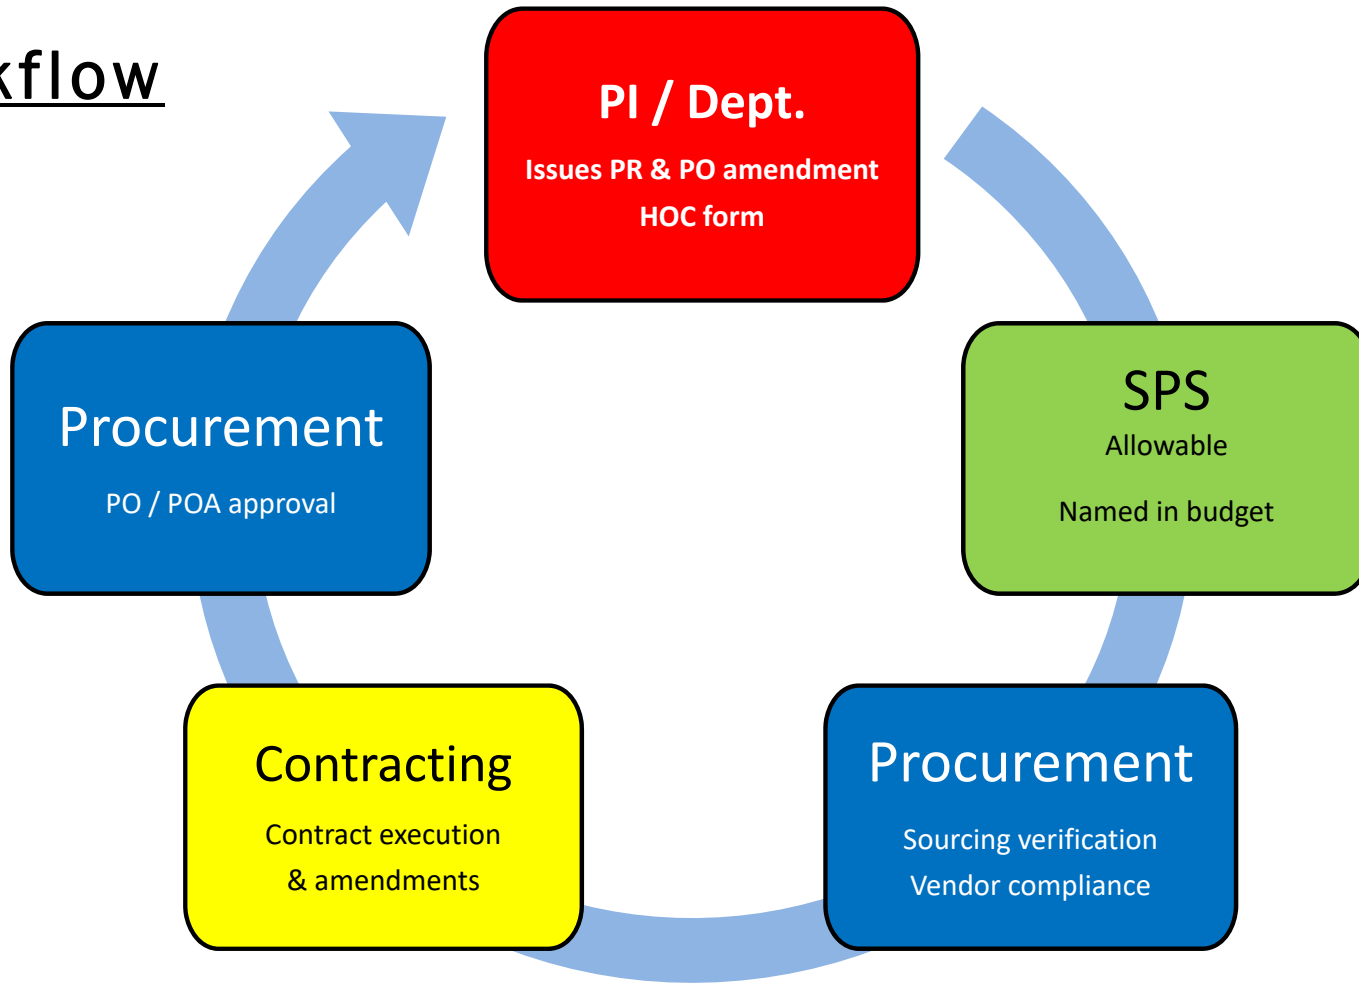 kflow
PI / Dept.
Issues PR & PO amendment
HOC form
SPS
Allowable
Named in budget
Procurement
Sourcing verification
Vendor compliance
Contracting
Contract execution
& amendments
Procurement
PO / POA approval